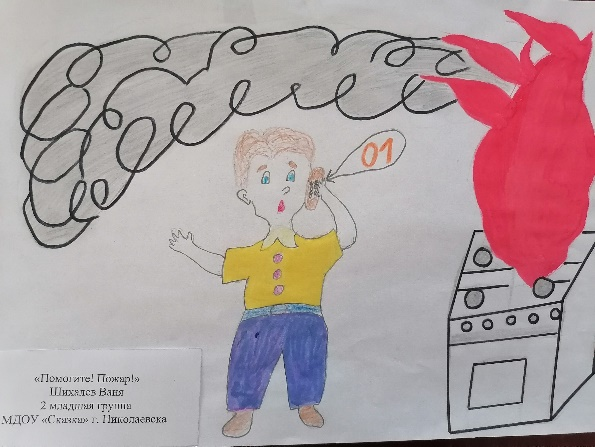 01
«Помогите! Пожар!»
Шихалев Ваня
2 младшая группа
МДОУ «Сказка» г. Николаевска